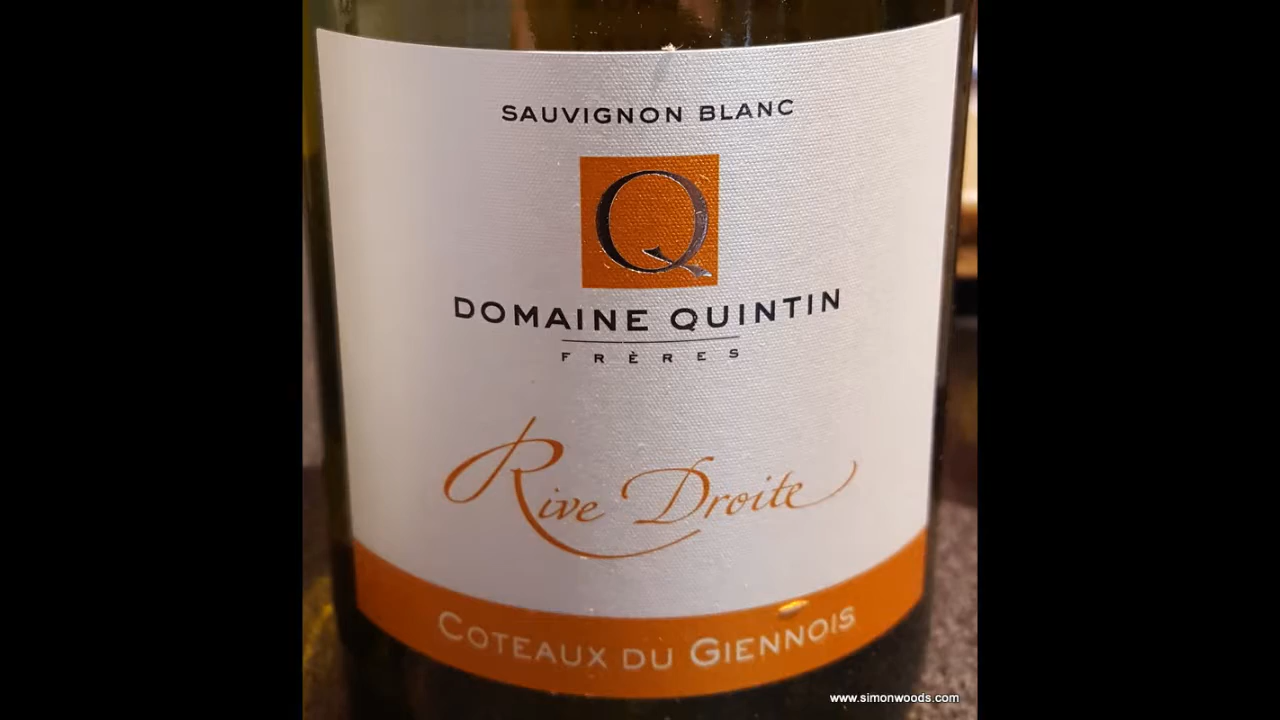 SAUVIGNON BLANC
Q
DOMAINE QUINTIN
FRÈRES
Rive Droite
COTEAUX DU GIENNOIS
www.simonwoods.com